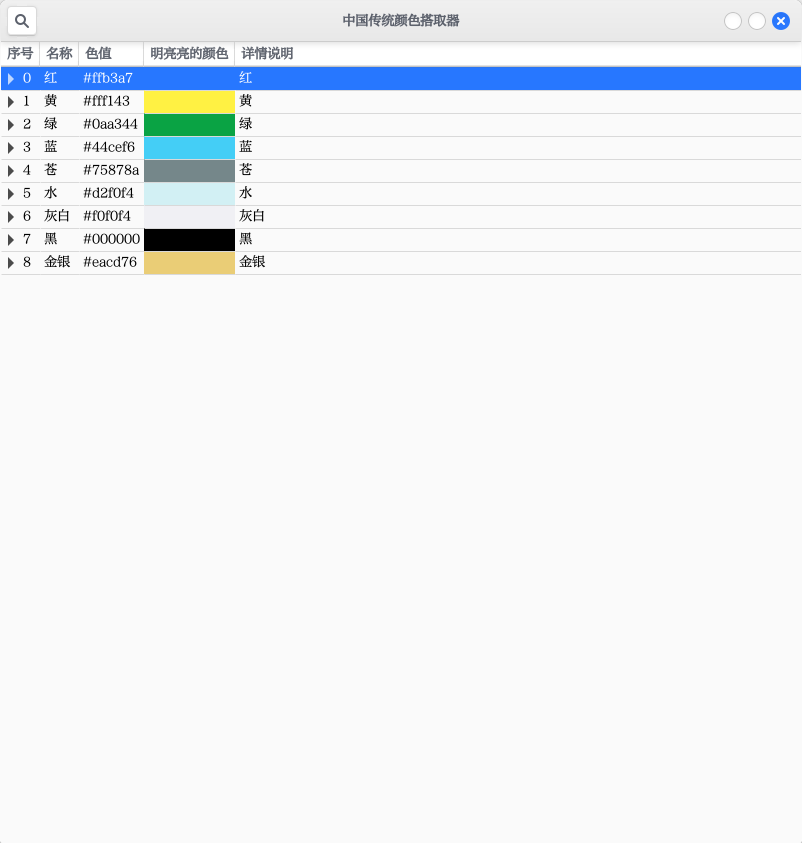 中国传统颜色搭取器
序号 名称 色值 明亮亮的颜色 详情说明
0 红 #ffb3a7 红
1 黄 #fff143 黄
2 绿 #0aa344 绿
3 蓝 #44cef6 蓝
4 苍 #75878a 苍
5 水 #d2f0f4 水
6 灰白 #f0f0f4 灰白
7 黑 #000000 黑
8 金银 #eacd76 金银